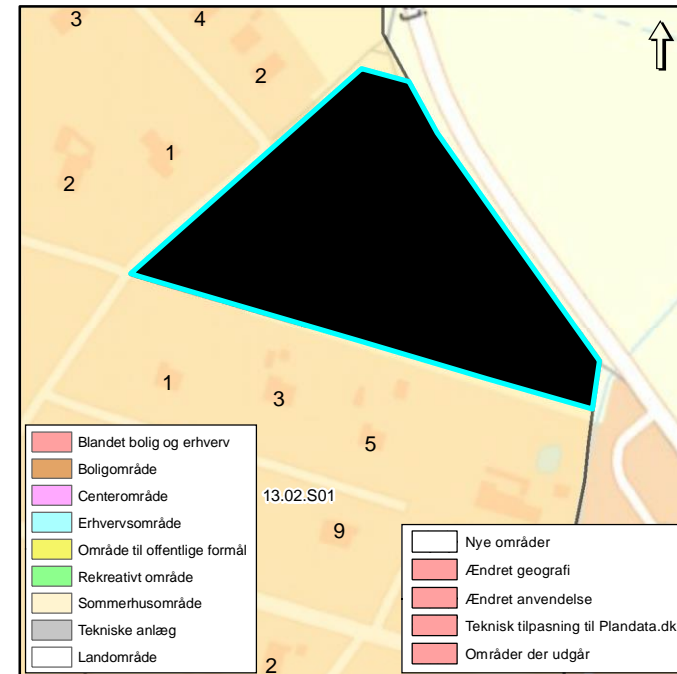 3
4
2
1
2
1
3
5
13.02.S01
9
2
Blandet bolig og erhverv
Boligområde
Centerområde
Erhvervsområde
Område til offentlige formål
Rekreativt område
Sommerhusområde
Tekniske anlæg
Landområde
Nye områder
Ændret geografi
Ændret anvendelse
Teknisk tilpasning til Plandata.dk
Områder der udgår